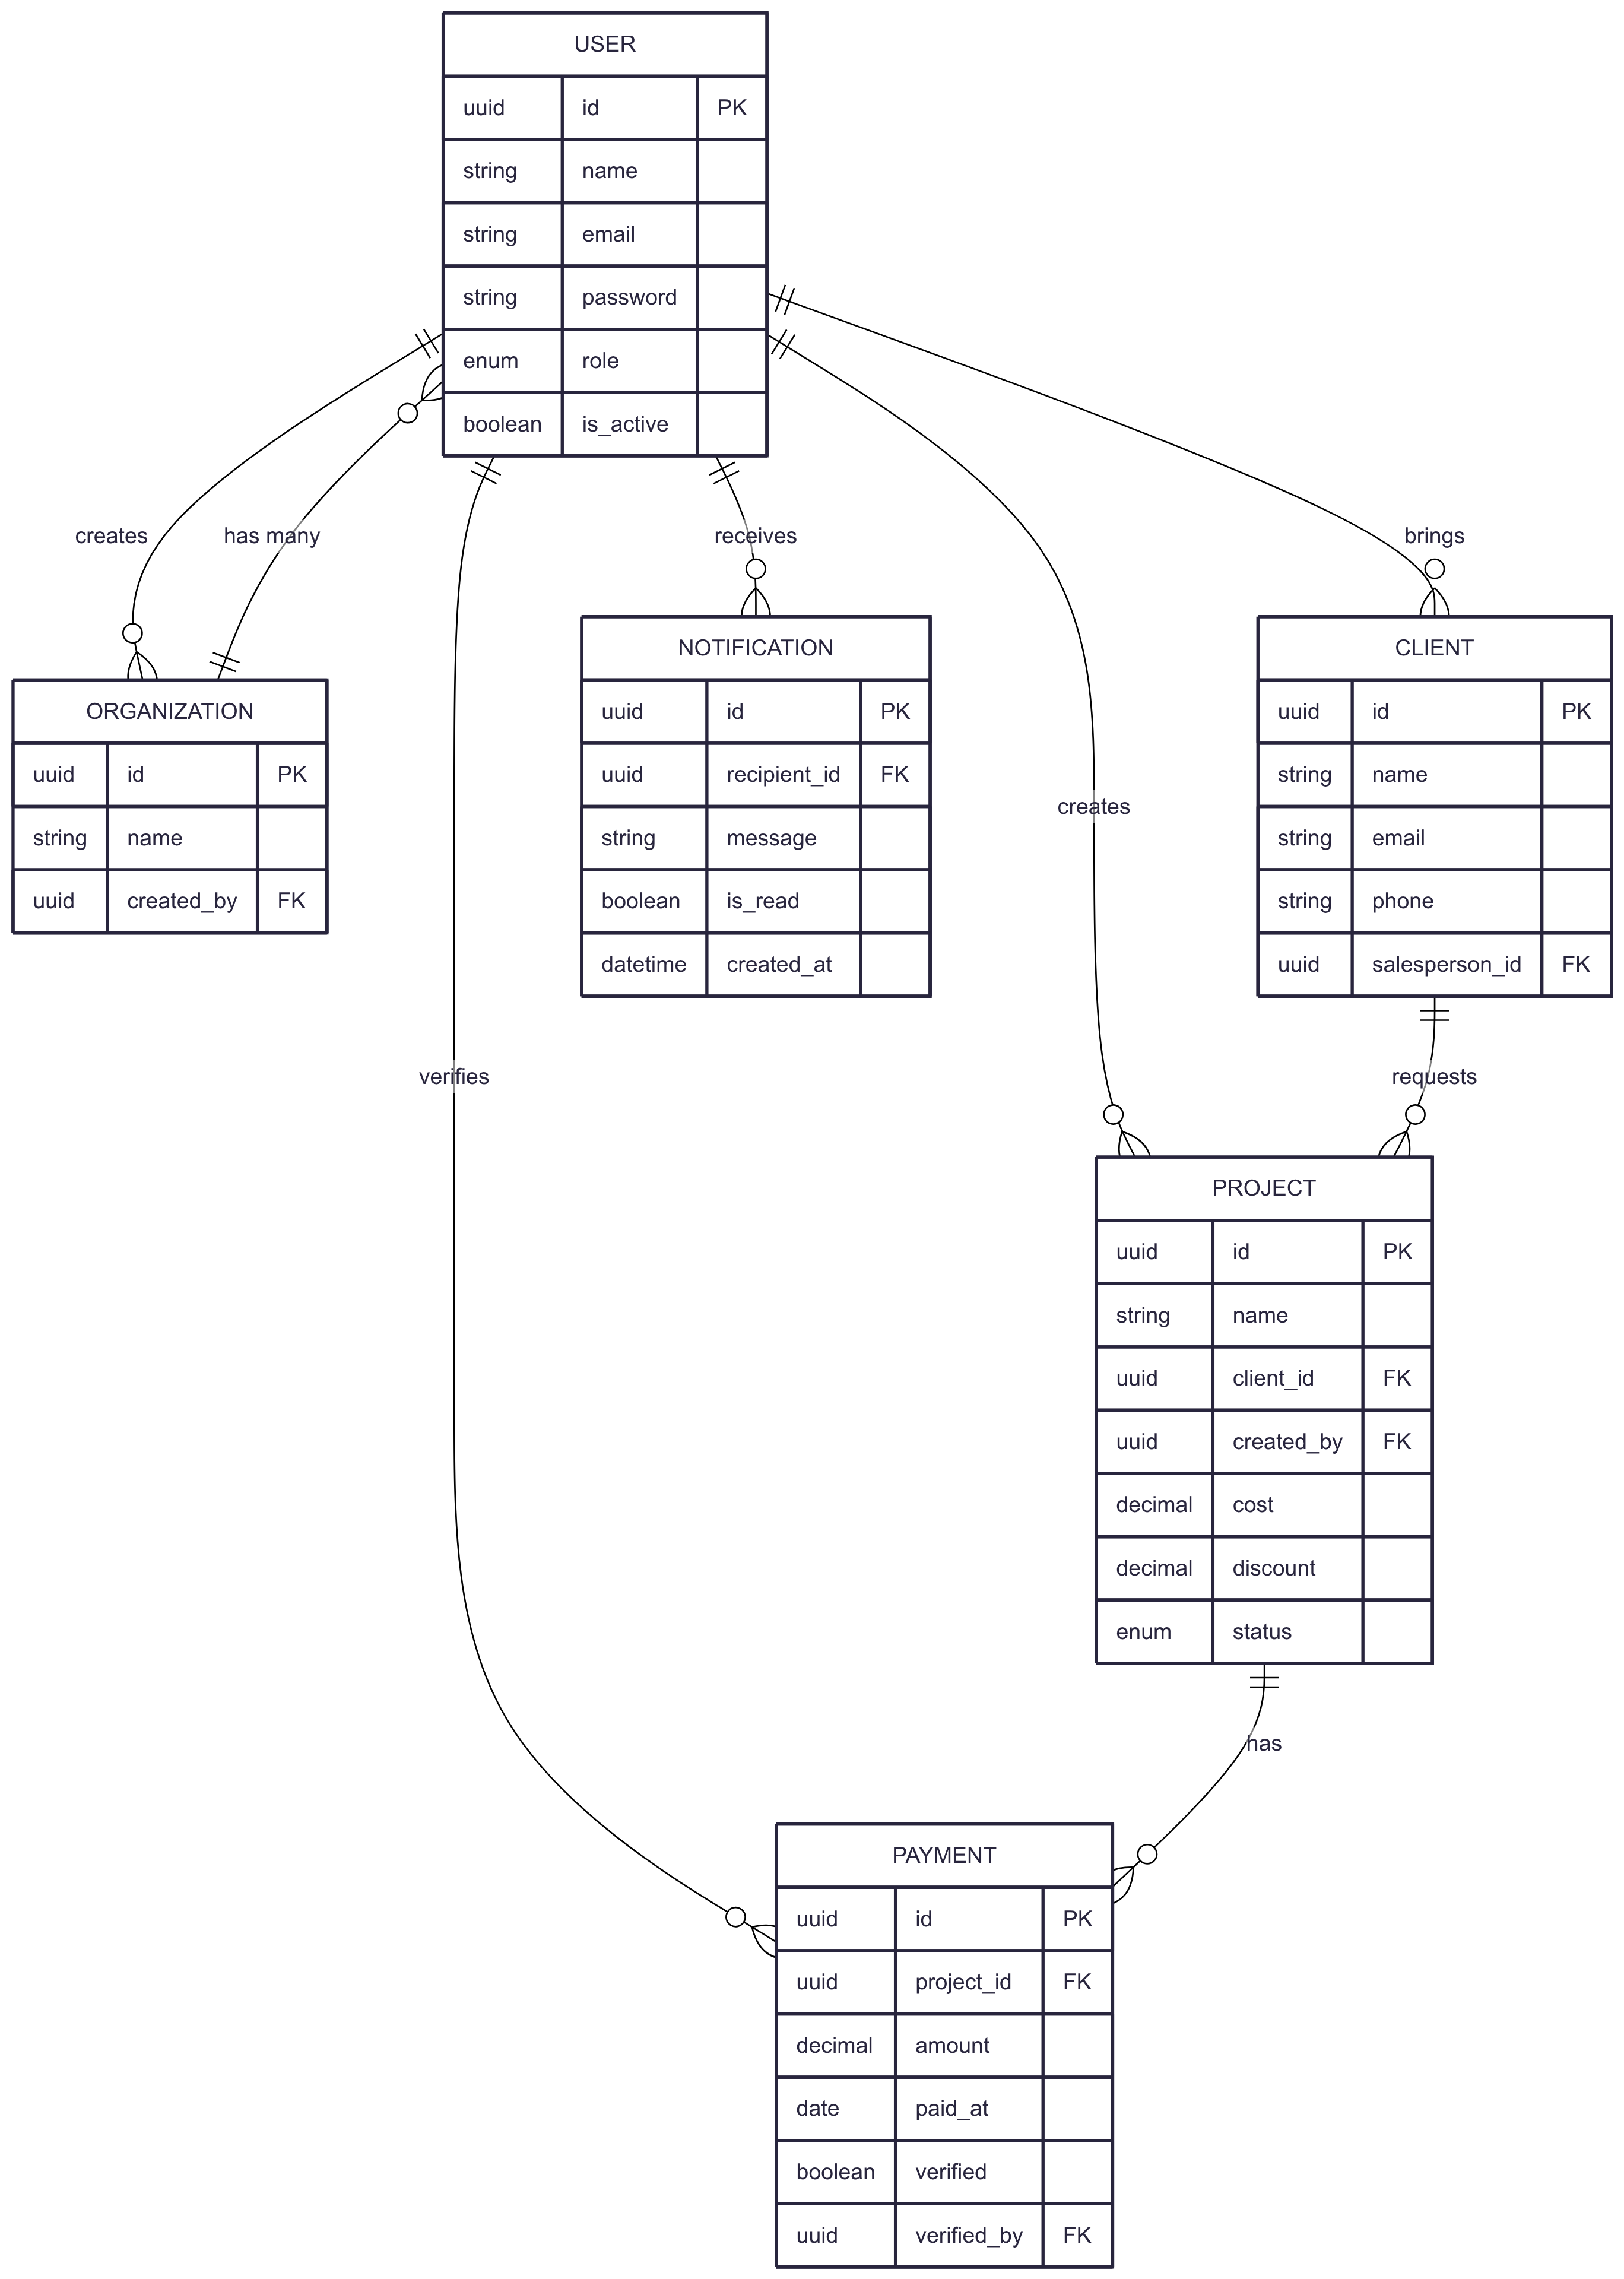 USER
uuid id PK
string name
string email
string password
enum role
boolean is_active
creates
has many
receives
brings
ORGANIZATION
uuid id PK
string name
uuid created_by FK
NOTIFICATION
uuid id PK
uuid recipient_id FK
string message
boolean is_read
datetime created_at
CLIENT
uuid id PK
string name
string email
string phone
uuid salesperson_id FK
creates
verifies
requests
PROJECT
uuid id PK
string name
uuid client_id FK
uuid created_by FK
decimal cost
decimal discount
enum status
has
PAYMENT
uuid id PK
uuid project_id FK
decimal amount
date paid_at
boolean verified
uuid verified_by FK